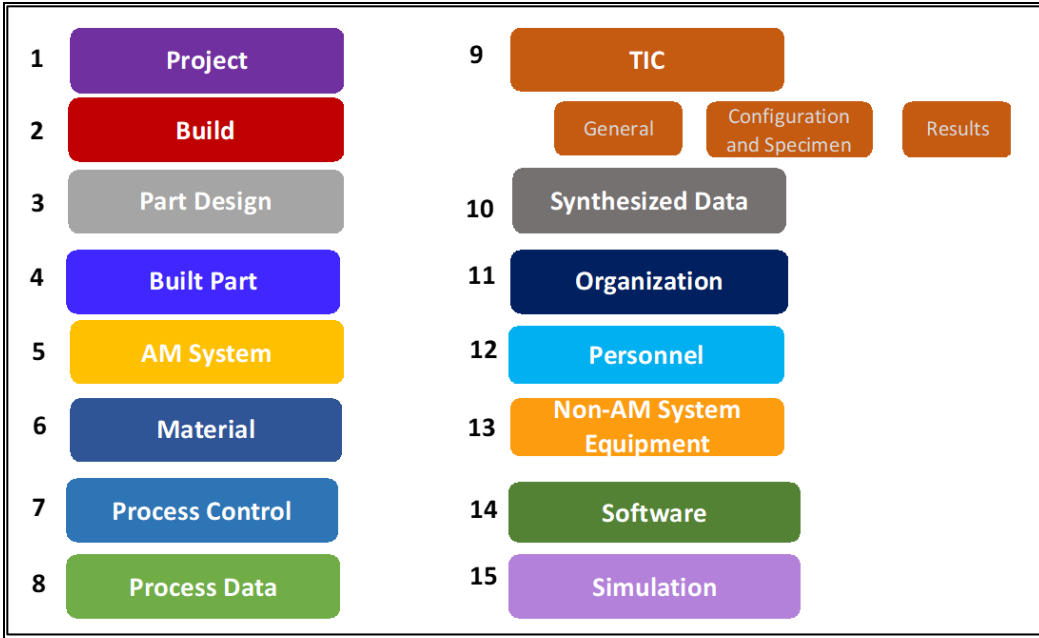 1 Project
2 Build
3 Part Design
4 Built Part
5 AM System
6 Material
7 Process Control
8 Process Data
9 TIC
General
Configuration
and Specimen
Results
10 Synthesized Data
11 Organization
12 Personnel
13 Non-AM System
Equipment
14 Software
15 Simulation